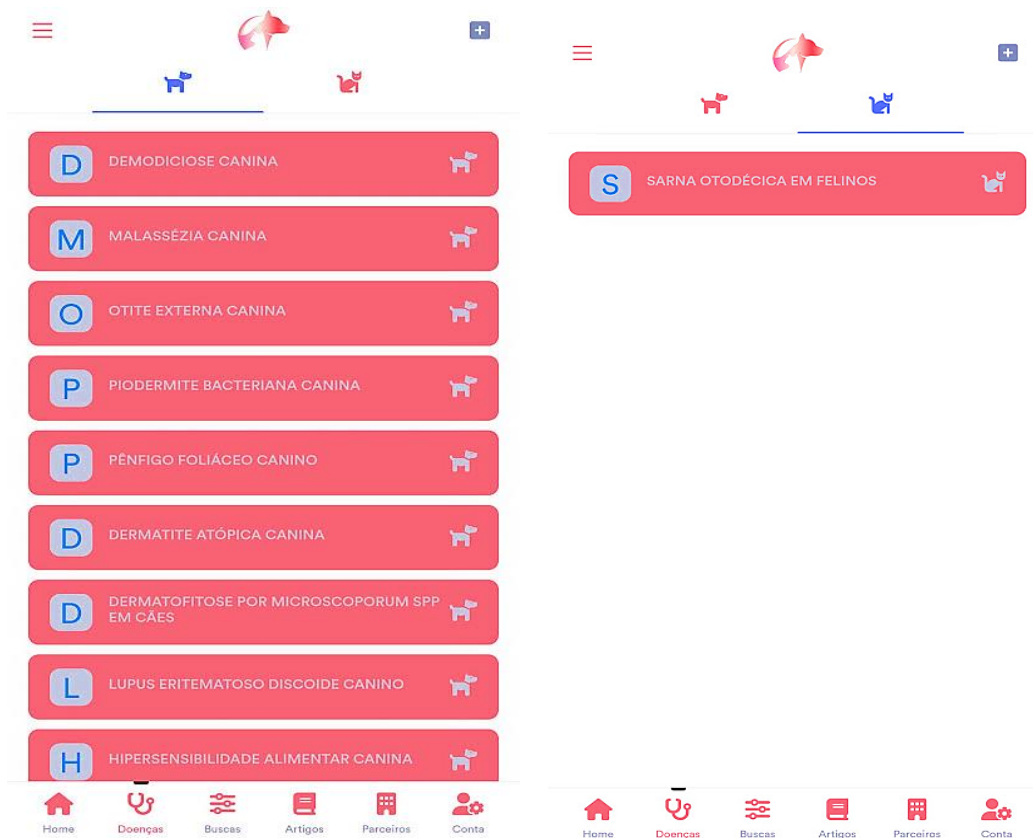 D DEMODICIOSE CANINA
M MALASSÉZIA CANINA
O OTITE EXTERNA CANINA
P PIODERMITE BACTERIANA CANINA
P PÊNFIGO FOLIÁCEO CANINO
D DERMATITE ATÓPICA CANINA
D DERMATOFITOSE POR MICROSCOPORUM SPP
EM CÃES
L LUPUS ERITEMATOSO DISCOIDE CANINO
H HIPERSENSIBILIDADE ALIMENTAR CANINA
Home Doenças Buscas Artigos Parceiros Conta
S SARNA OTODÉCICA EM FELINOS
Home Doenças Buscas Artigos Parceiros Conta